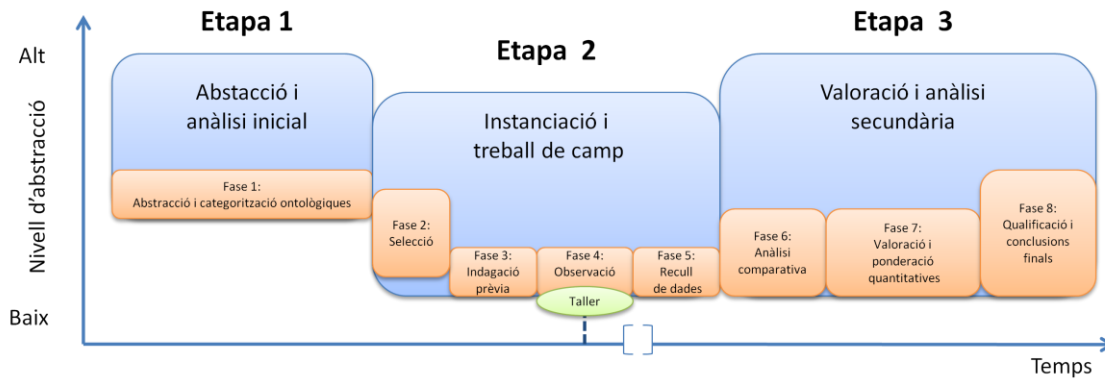 Etapa 1
Etapa 2
Etapa 3
Alt
Nivell d'abstracció
Baix
Abstacció i
anàlisi inicial
Instanciació i
treball de camp
Valoració i anàlisi
secundària
Fase 1:
Abstracció i categorització ontològiques
Fase 2:
Selecció
Fase 3:
Indagació
prèvia
Fase 4:
Observació
Taller
Fase 5:
Recull
de dades
Fase 6:
Anàlisi
comparativa
Fase 7:
Valoració i
ponderació
quantitatives
Fase 8:
Qualificació i
conclusions
finals
Temps